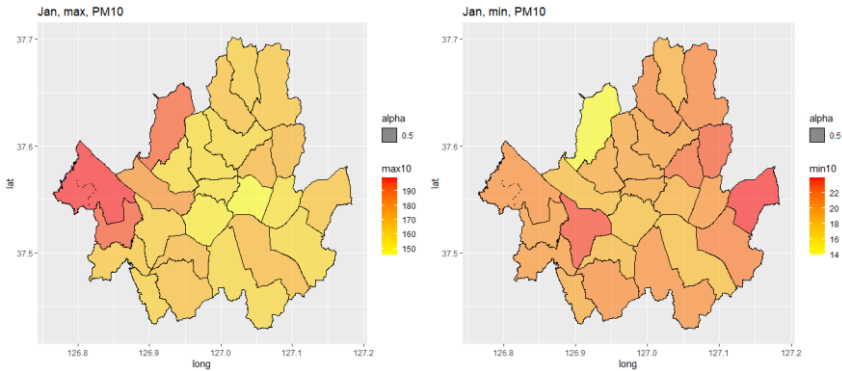 Jan, max, PM10
37.7
37.6
37.5
lat
126.8 126.9 127.0 127.1 127.2
long
alpha
0.5
max10
190
180
170
160
150
Jan, min, PM10
37.7
37.6
37.5
lat
126.8 126.9 127.0 127.1 127.2
long
alpha
0.5
min10
22
20
18
16
14